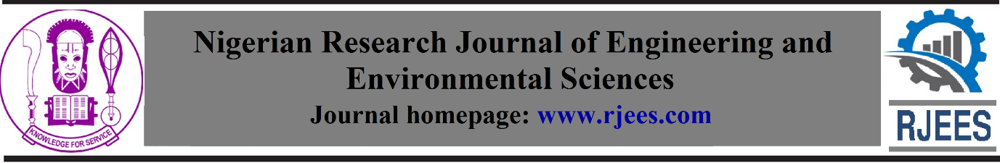 Nigerian Research Journal of Engineering and
Environmental Sciences
Journal homepage: www.rjees.com
KNOWLEDGE FOR SERVICE
RJEES